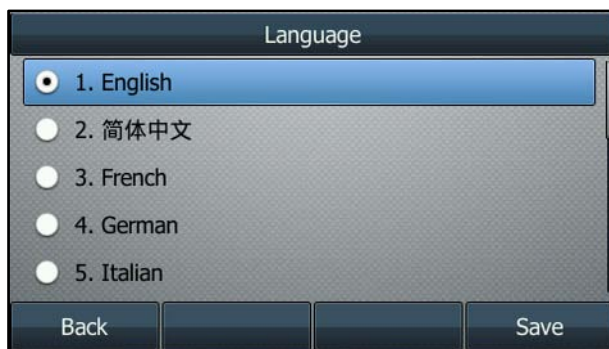 Language
1. English
2. 简体中文
3. French
4. German
5. Italian
Back
Save